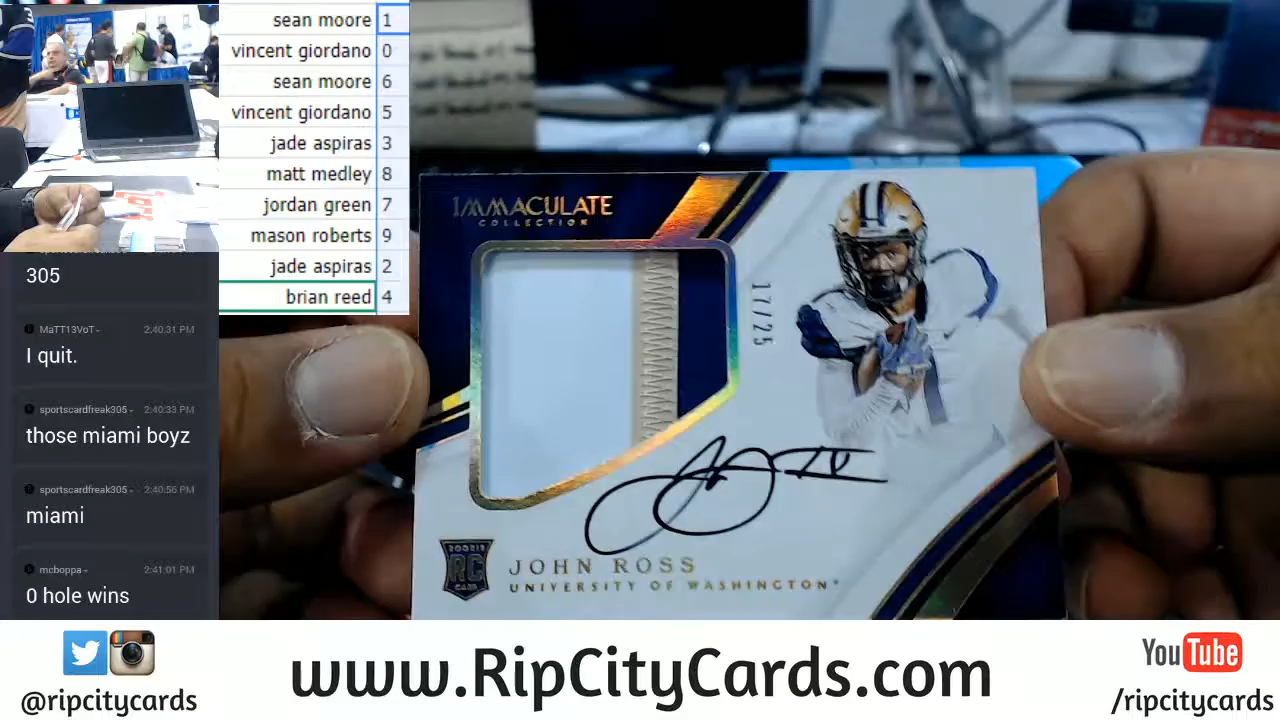 sean moore 1
vincent giordano 0
sean moore 6
vincent giordano 5
jade aspiras 3
matt medley 8
jordan green 7
mason roberts 9
jade aspiras 2
brian reed 4
305
MaTT13VoT - 2:40:31 PM
I quit.
sportscardfreak305 - 2:40:33 PM
those miami boyz
sportscardfreak305 - 2:40:56 PM
miami
mcboppa - 2:41:01 PM
0 hole wins
IMMACULATE
COLLECTION
17/25
ROOKIE
RC
CARD
JOHN ROSS
UNIVERSITY OF WASHINGTON
www.RipCityCards.com
@ripcitycards
YouTube
/ripcitycards